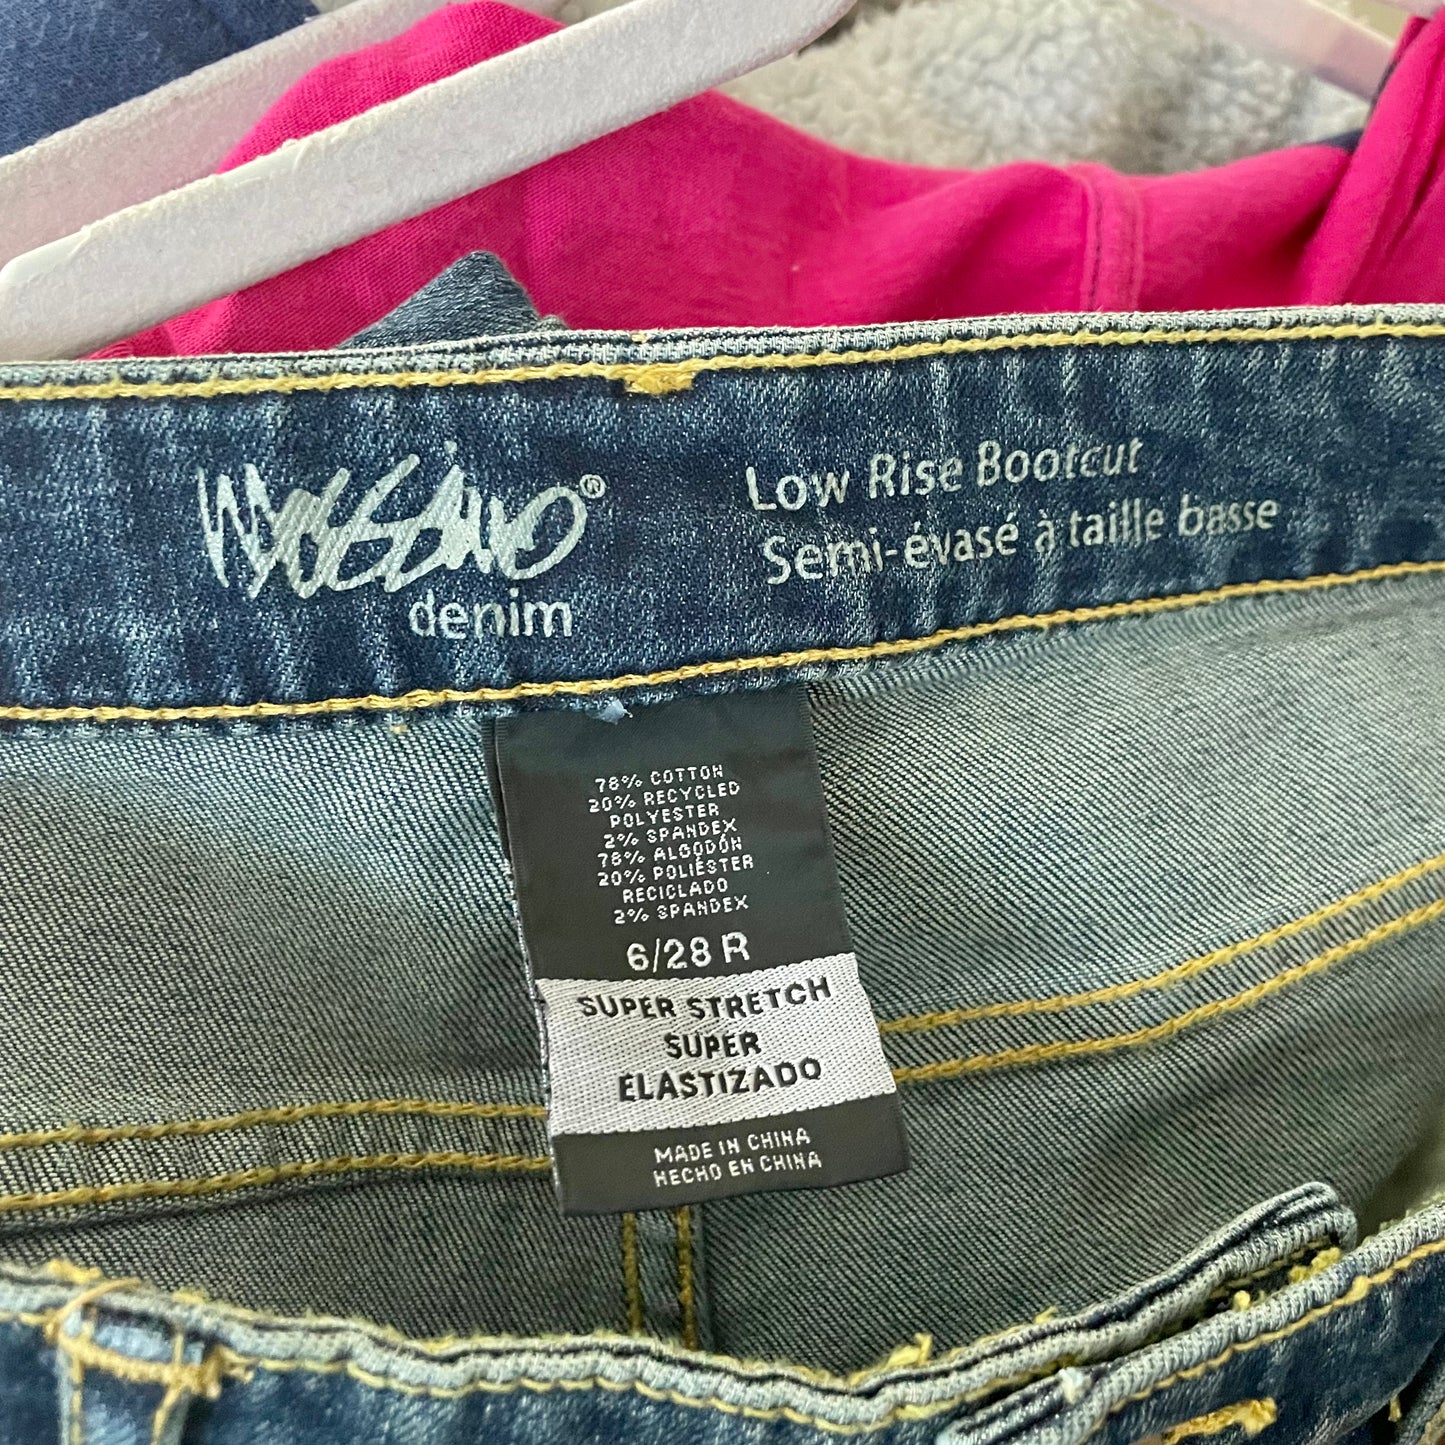 MOSSIMO®
denim
Low Rise Bootcut
Semi-évasé à taille basse
78% COTTON
20% RECYCLED
POLYESTER
2% SPANDEX
78% ALGODÓN
20% POLIÉSTER
RECICLADO
2% SPANDEX
6/28 R
SUPER STRETCH
SUPER
ELASTIZADO
MADE IN CHINA
HECHO EN CHINA